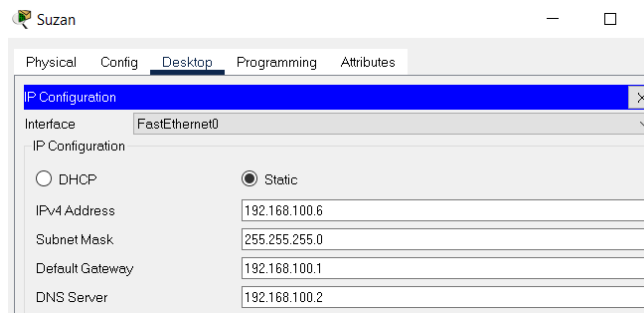 Suzan
Physical Config Desktop Programming Attributes
IP Configuration
Interface FastEthernet0
IP Configuration
DHCP Static
IPv4 Address 192.168.100.6
Subnet Mask 255.255.255.0
Default Gateway 192.168.100.1
DNS Server 192.168.100.2